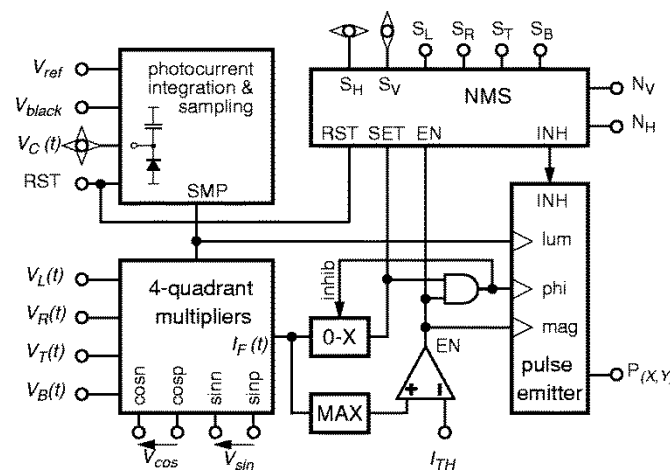 S_L S_R S_T S_B
V_ref
photocurrent
integration &
sampling
S_H S_V
NMS
N_V
V_black
N_H
RST SET EN INH
V_C (t)
RST
SMP
INH
lum
V_L(t)
4-quadrant
multipliers
inhib
phi
V_R(t)
I_F (t)
0-X
mag
V_T(t)
EN
pulse
emitter
P_(X,Y)
V_B(t)
cosn cosp sinn sinp
MAX
+ −
V_cos V_sin
I_TH